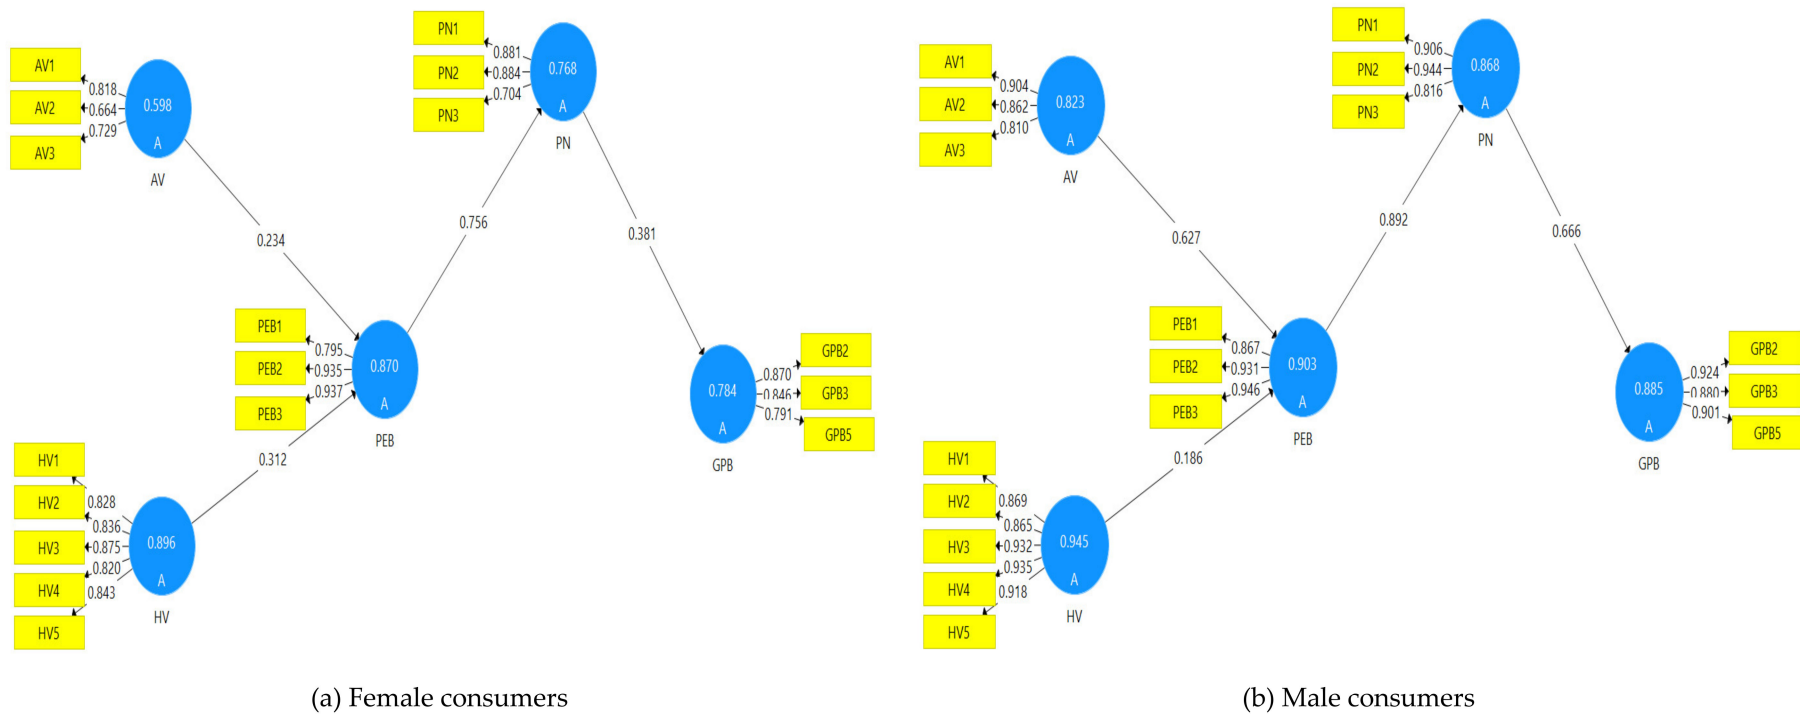 PN1
PN2
PN3
0.881
0.884
0.704
0.768
A
PN
AV1
AV2
AV3
0.818
0.664
0.729
0.598
A
AV
0.234
0.756
0.381
PEB1
PEB2
PEB3
0.795
0.935
0.937
0.870
A
PEB
0.312
GPB2
GPB3
GPB5
0.870
0.846
0.791
0.784
A
GPB
HV1
HV2
HV3
HV4
HV5
0.828
0.836
0.875
0.820
0.843
0.896
A
HV
(a) Female consumers
PN1
PN2
PN3
0.906
0.944
0.816
0.868
A
PN
AV1
AV2
AV3
0.904
0.862
0.810
0.823
A
AV
0.627
0.892
0.666
PEB1
PEB2
PEB3
0.867
0.931
0.946
0.903
A
PEB
0.186
GPB2
GPB3
GPB5
0.924
0.880
0.901
0.885
A
GPB
HV1
HV2
HV3
HV4
HV5
0.869
0.865
0.932
0.935
0.918
0.945
A
HV
(b) Male consumers